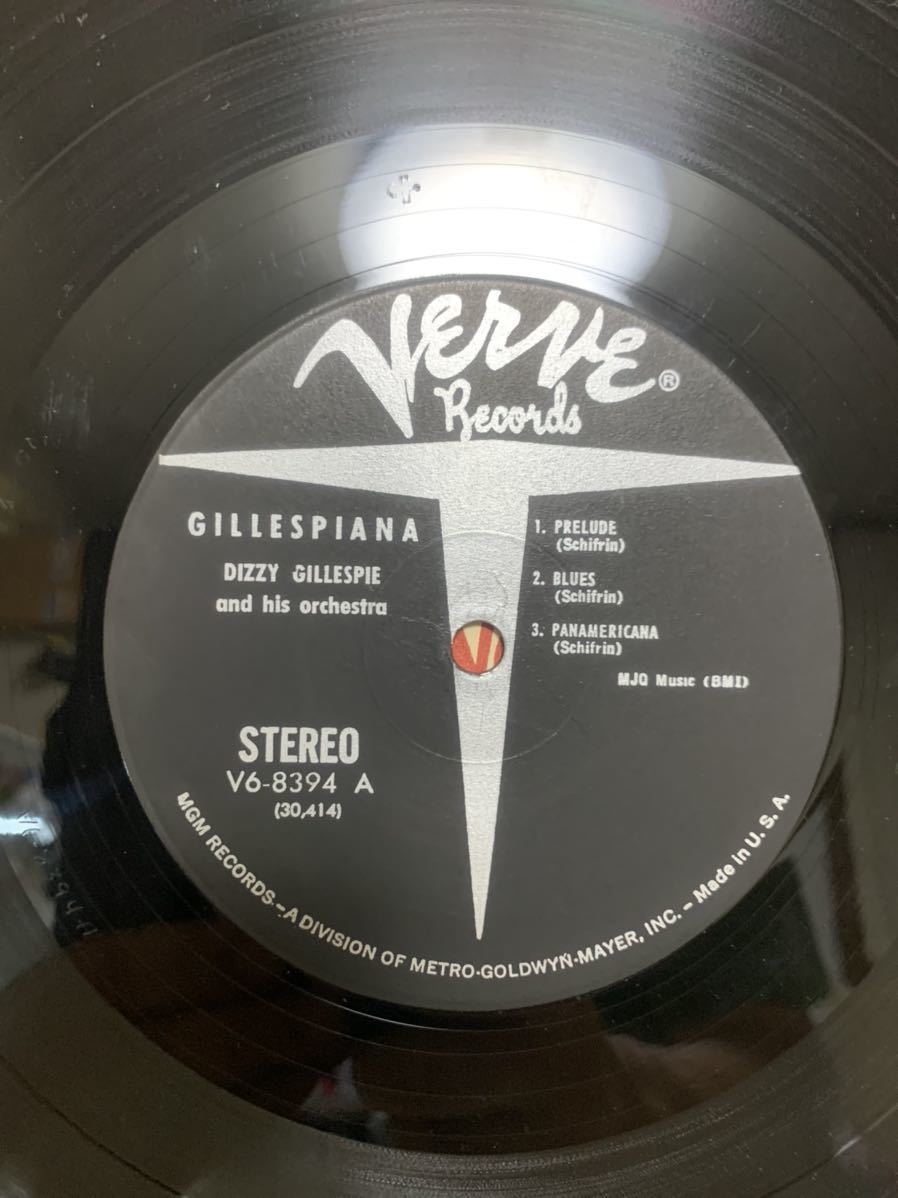 Verve®
Records
GILLESPIANA
DIZZY GILLESPIE
and his orchestra
1. PRELUDE
(Schifrin)
2. BLUES
(Schifrin)
3. PANAMERICANA
(Schifrin)
MJQ Music (BMI)
STEREO
V6-8394 A
(30,414)
MGM RECORDS–A DIVISION OF METRO-GOLDWYN-MAYER, INC. – Made in U. S. A.